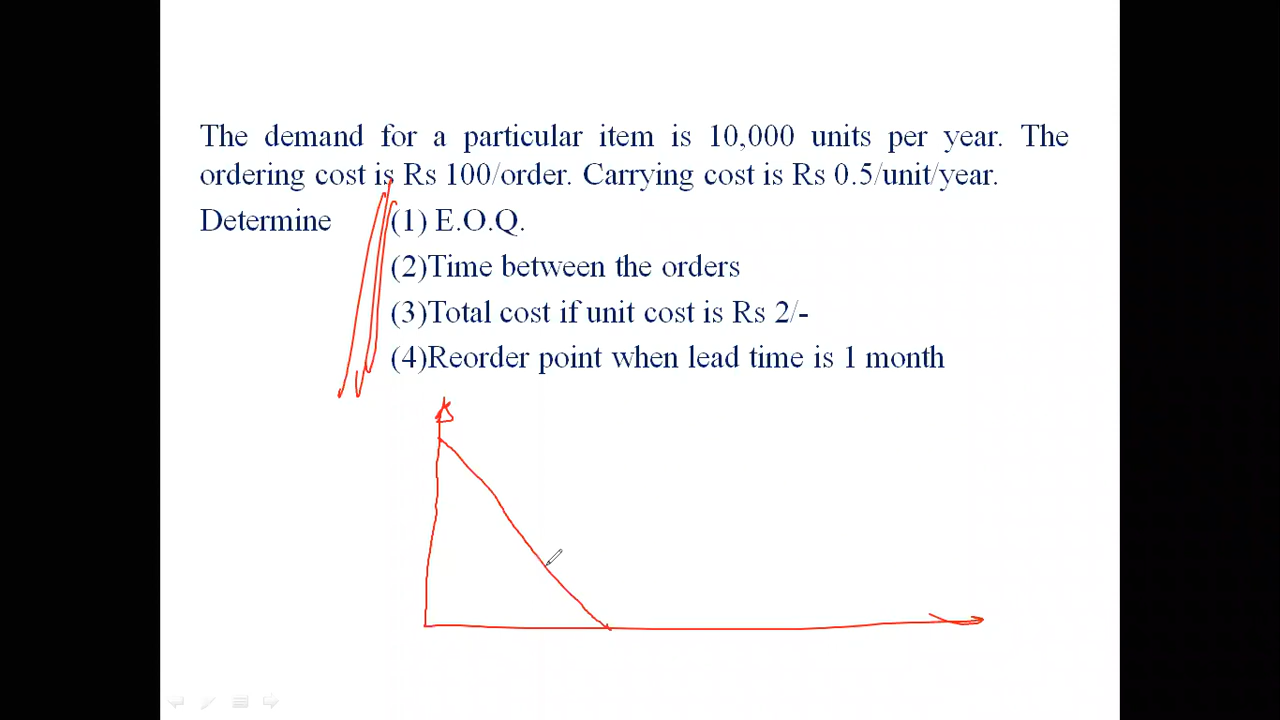 The demand for a particular item is 10,000 units per year. The
ordering cost is Rs 100/order. Carrying cost is Rs 0.5/unit/year.
Determine (1) E.O.Q.
(2)Time between the orders
(3)Total cost if unit cost is Rs 2/-
(4)Reorder point when lead time is 1 month